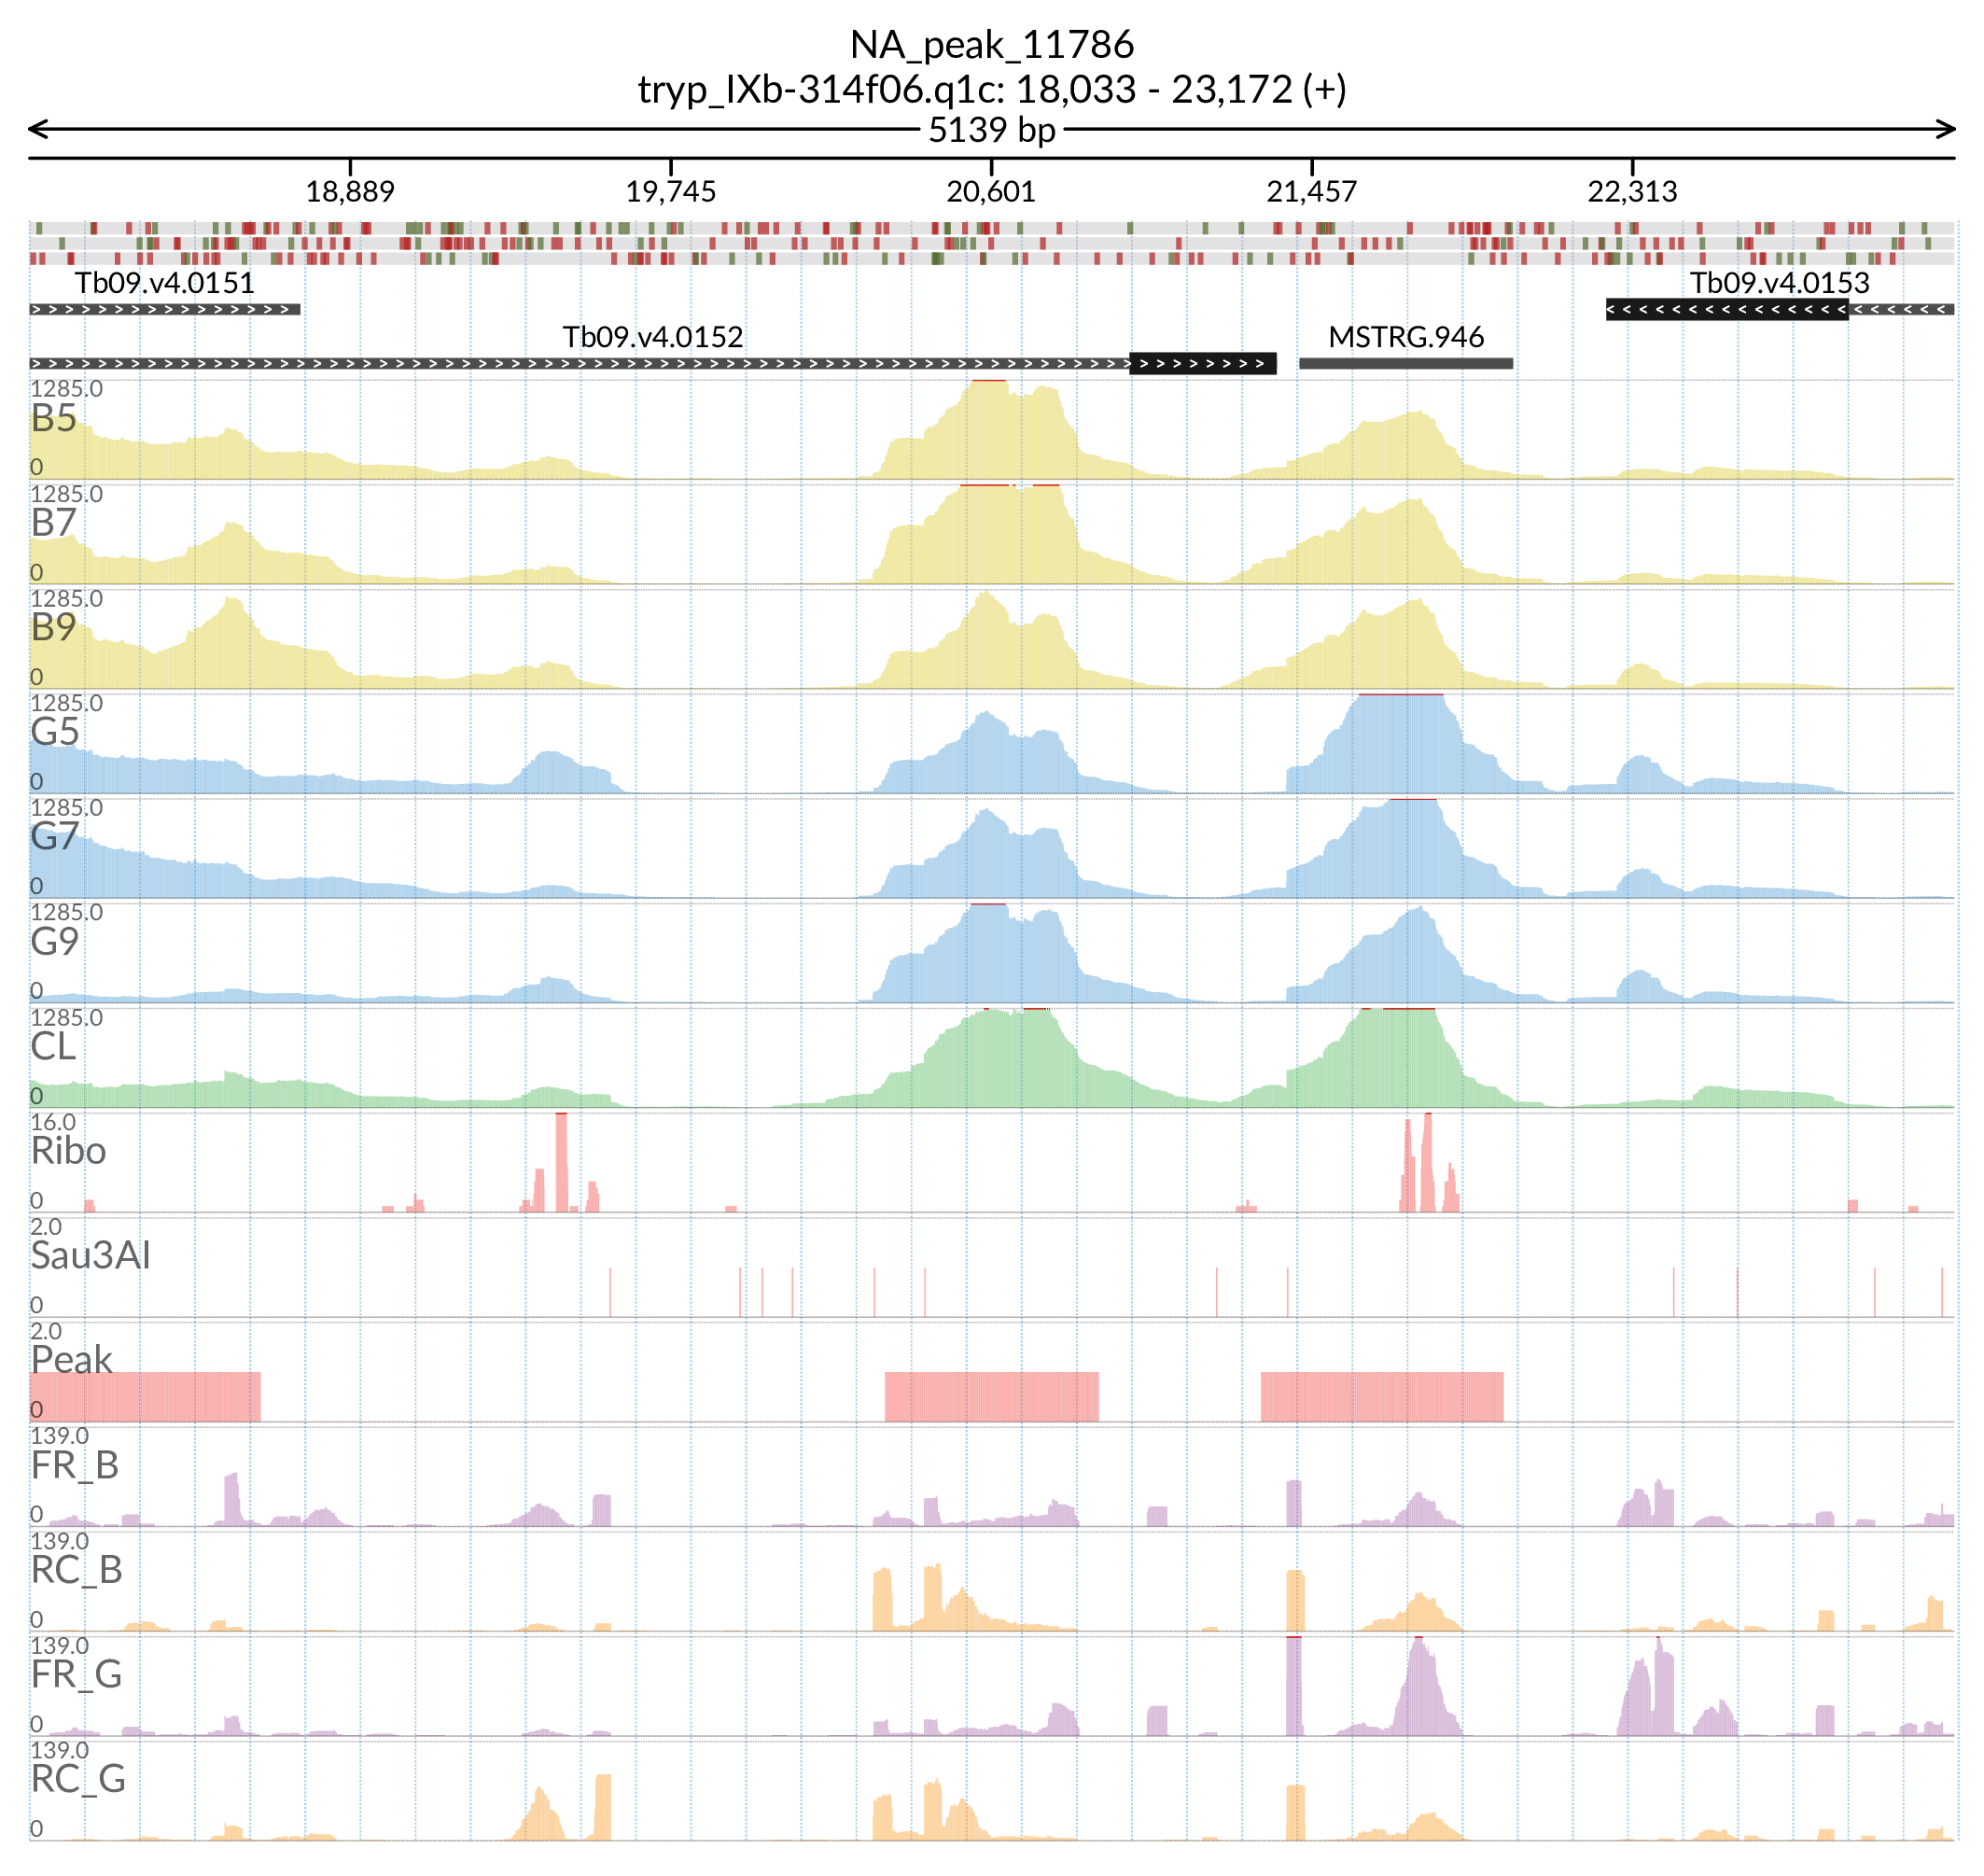 NA_peak_11786
tryp_IXb-314f06.q1c: 18,033 - 23,172 (+)
5139 bp
18,889 19,745 20,601 21,457 22,313
Tb09.v4.0151 Tb09.v4.0153
Tb09.v4.0152 MSTRG.946
1285.0
B5
0
1285.0
B7
0
1285.0
B9
0
1285.0
G5
0
1285.0
G7
0
1285.0
G9
0
1285.0
CL
0
16.0
Ribo
0
2.0
Sau3AI
0
2.0
Peak
0
139.0
FR_B
0
139.0
RC_B
0
139.0
FR_G
0
139.0
RC_G
0